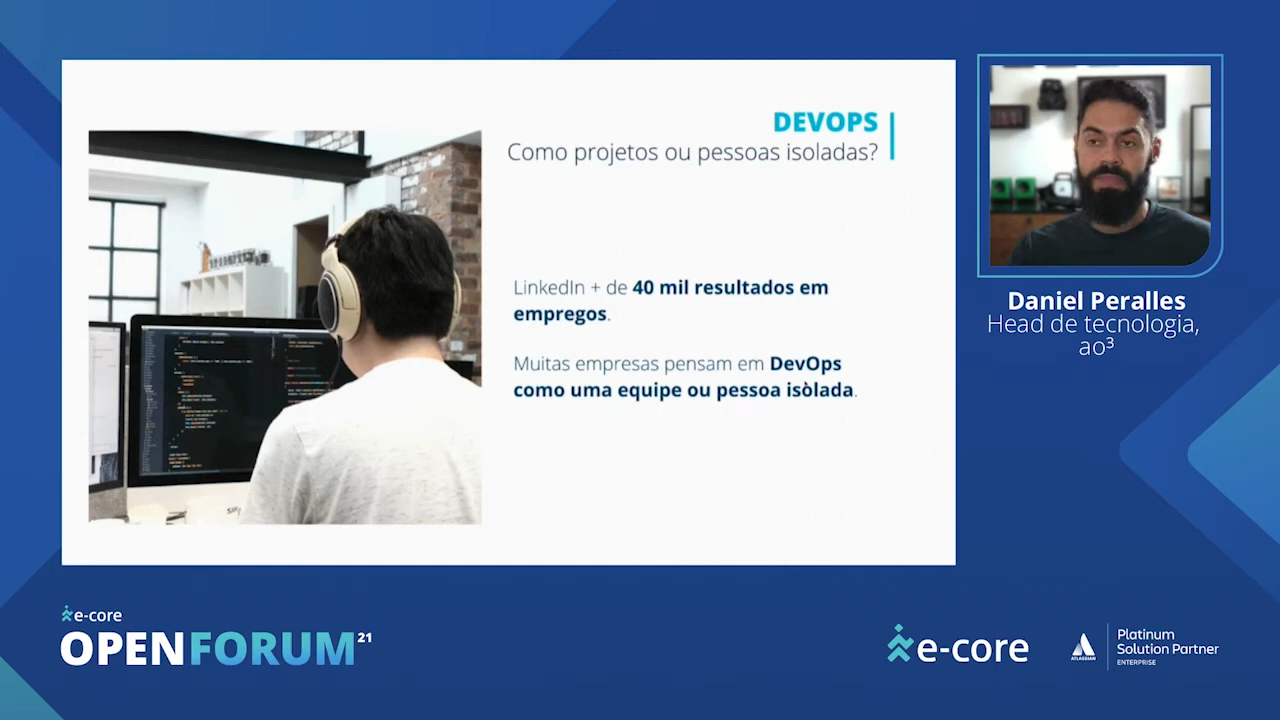 DEVOPS
Como projetos ou pessoas isoladas?
LinkedIn + de 40 mil resultados em
empregos.
Muitas empresas pensam em DevOps
como uma equipe ou pessoa isolada.
Daniel Peralles
Head de tecnologia,
ao³
e-core
OPENFORUM²¹
e-core
ATLASSIAN
Platinum
Solution Partner
ENTERPRISE